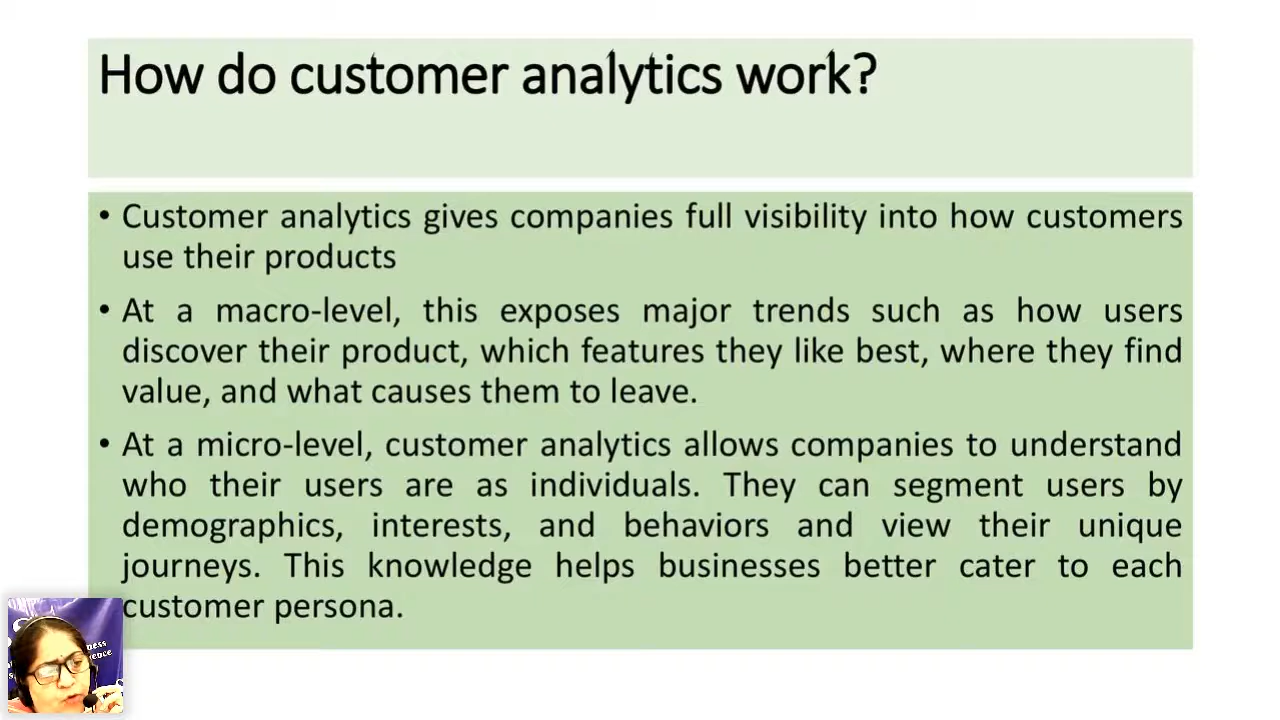 How do customer analytics work?
• Customer analytics gives companies full visibility into how customers
use their products
• At a macro-level, this exposes major trends such as how users
discover their product, which features they like best, where they find
value, and what causes them to leave.
• At a micro-level, customer analytics allows companies to understand
who their users are as individuals. They can segment users by
demographics, interests, and behaviors and view their unique
journeys. This knowledge helps businesses better cater to each
customer persona.